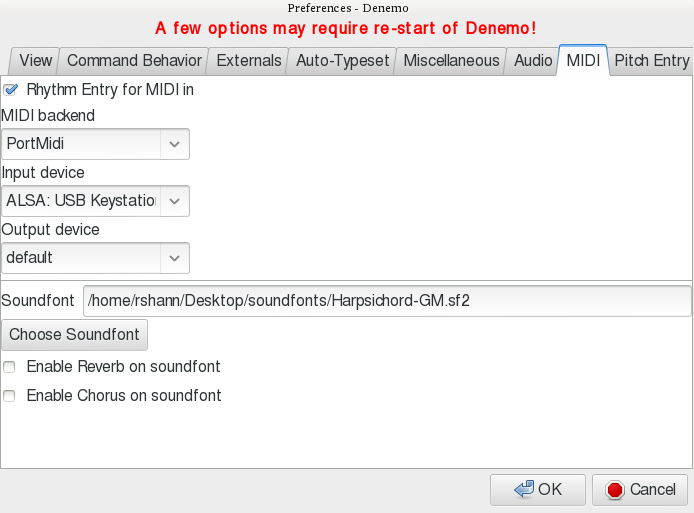 Preferences - Denemo
A few options may require re-start of Denemo!
View Command Behavior Externals Auto-Typeset Miscellaneous Audio MIDI Pitch Entry
Rhythm Entry for MIDI in
MIDI backend
PortMidi
Input device
ALSA: USB Keystation
Output device
default
Soundfont /home/rshann/Desktop/soundfonts/Harpsichord-GM.sf2
Choose Soundfont
Enable Reverb on soundfont
Enable Chorus on soundfont
OK Cancel